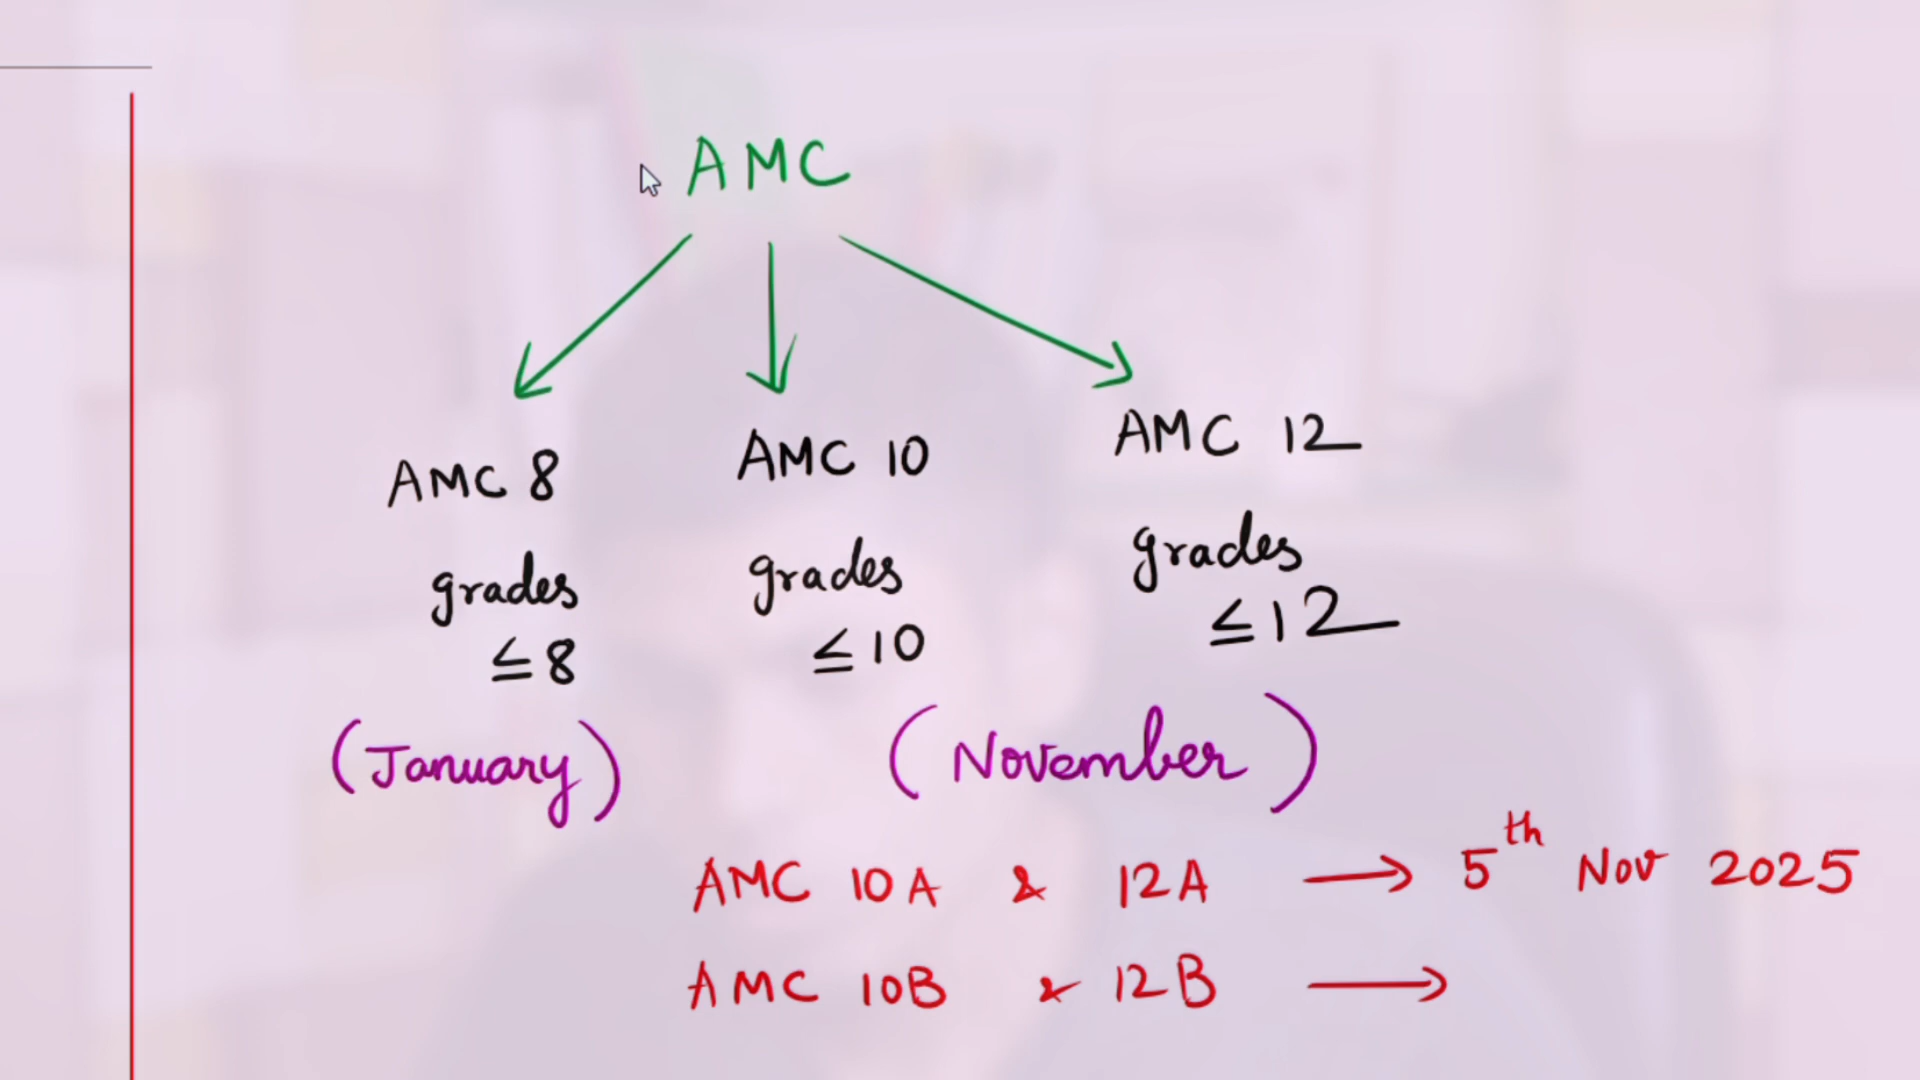 AMC
AMC 8
grades
≤8
(January)
AMC 10
grades
≤10
AMC 12
grades
≤12
(November)
AMC 10A & 12A → 5th Nov 2025
AMC 10B & 12B →